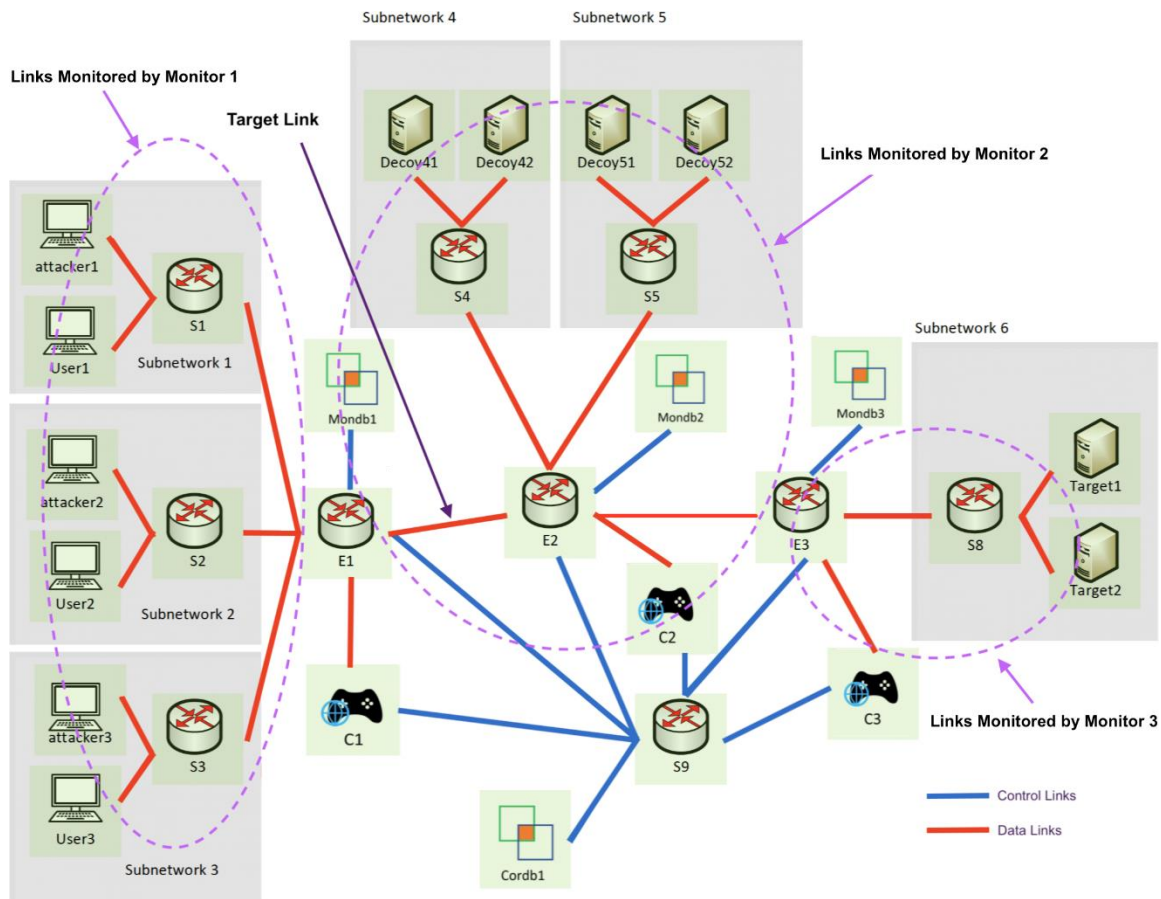 Subnetwork 4
Subnetwork 5
Links Monitored by Monitor 1
Target Link
Decoy41
Decoy42
Decoy51
Decoy52
Links Monitored by Monitor 2
attacker1
S1
S4
S5
User1
Subnetwork 1
Subnetwork 6
Mondb1
Mondb2
Mondb3
attacker2
S2
User2
Subnetwork 2
E1
E2
E3
S8
Target1
Target2
C2
attacker3
S3
User3
Subnetwork 3
C1
S9
C3
Links Monitored by Monitor 3
Control Links
Data Links
Cordb1